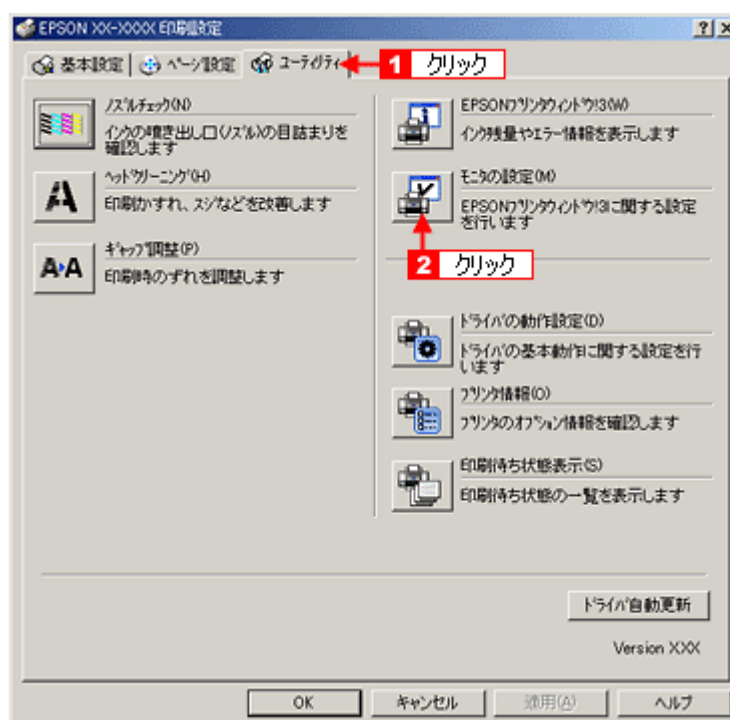 EPSON XX-XXXX 印刷設定
基本設定
ページ設定
ユーティリティ
1 クリック
ノズルチェック(N)
インクの噴き出し口(ノズル)の目詰まりを
確認します
ヘッドクリーニング(H)
印刷かすれ、スジなどを改善します
ギャップ調整(P)
印刷時のずれを調整します
EPSONプリンタウィンドウ!3(W)
インク残量やエラー情報を表示します
モニタの設定(M)
EPSONプリンタウィンドウ!3に関する設定
を行います
2 クリック
ドライバの動作設定(D)
ドライバの基本動作に関する設定を行
います
プリンタ情報(O)
プリンタのオプション情報を確認します
印刷待ち状態表示(S)
印刷待ち状態の一覧を表示します
ドライバ自動更新
Version XXX
OK
キャンセル
適用(A)
ヘルプ